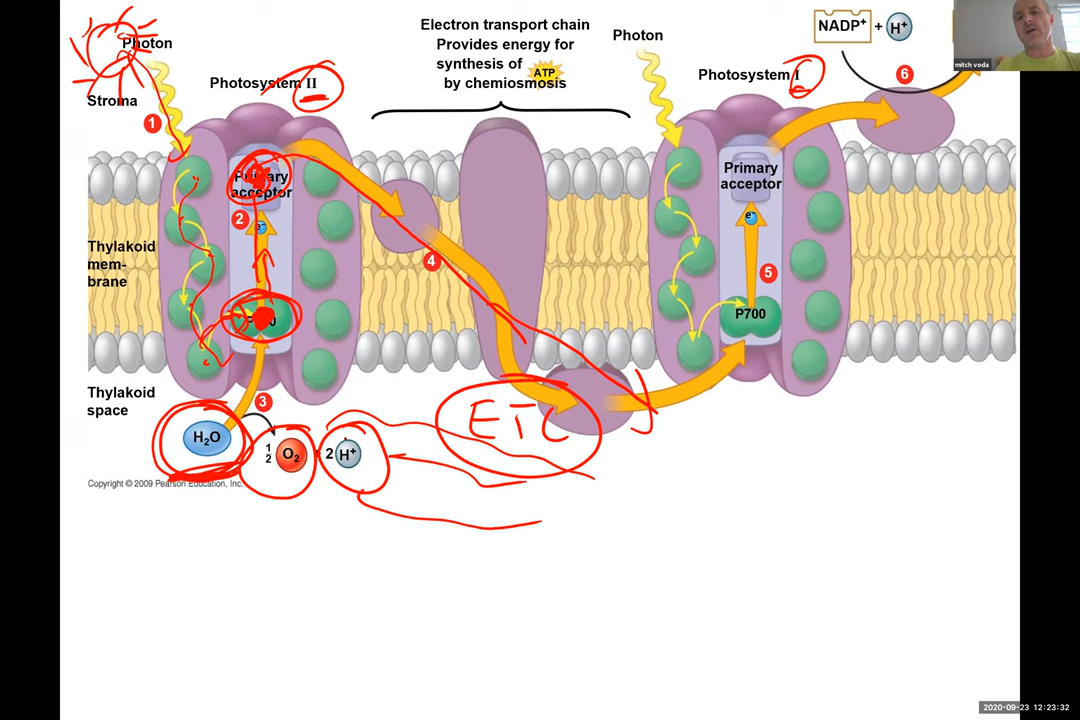 Photon
Stroma
1
Photosystem II
Electron transport chain
Provides energy for
synthesis of ATP
by chemiosmosis
Photon
Photosystem I
NADP+ + H+
6
mitch voda
Primary
acceptor
2
e-
Thylakoid
mem-
brane
4
Primary
acceptor
e-
5
P700
Thylakoid
space
3
H2O
1/2 O2
2 H+
ETC
Copyright © 2009 Pearson Education, Inc.
2020-09-23 12:23:32